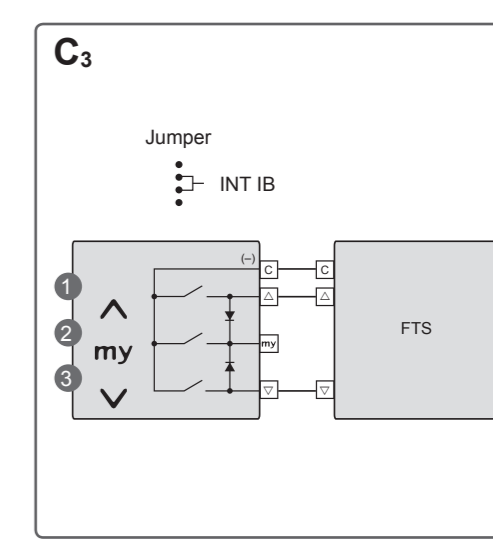 C₃
Jumper
INT IB
(–)
C C
1
△ △
2
my
my
FTS
3
▽ ▽